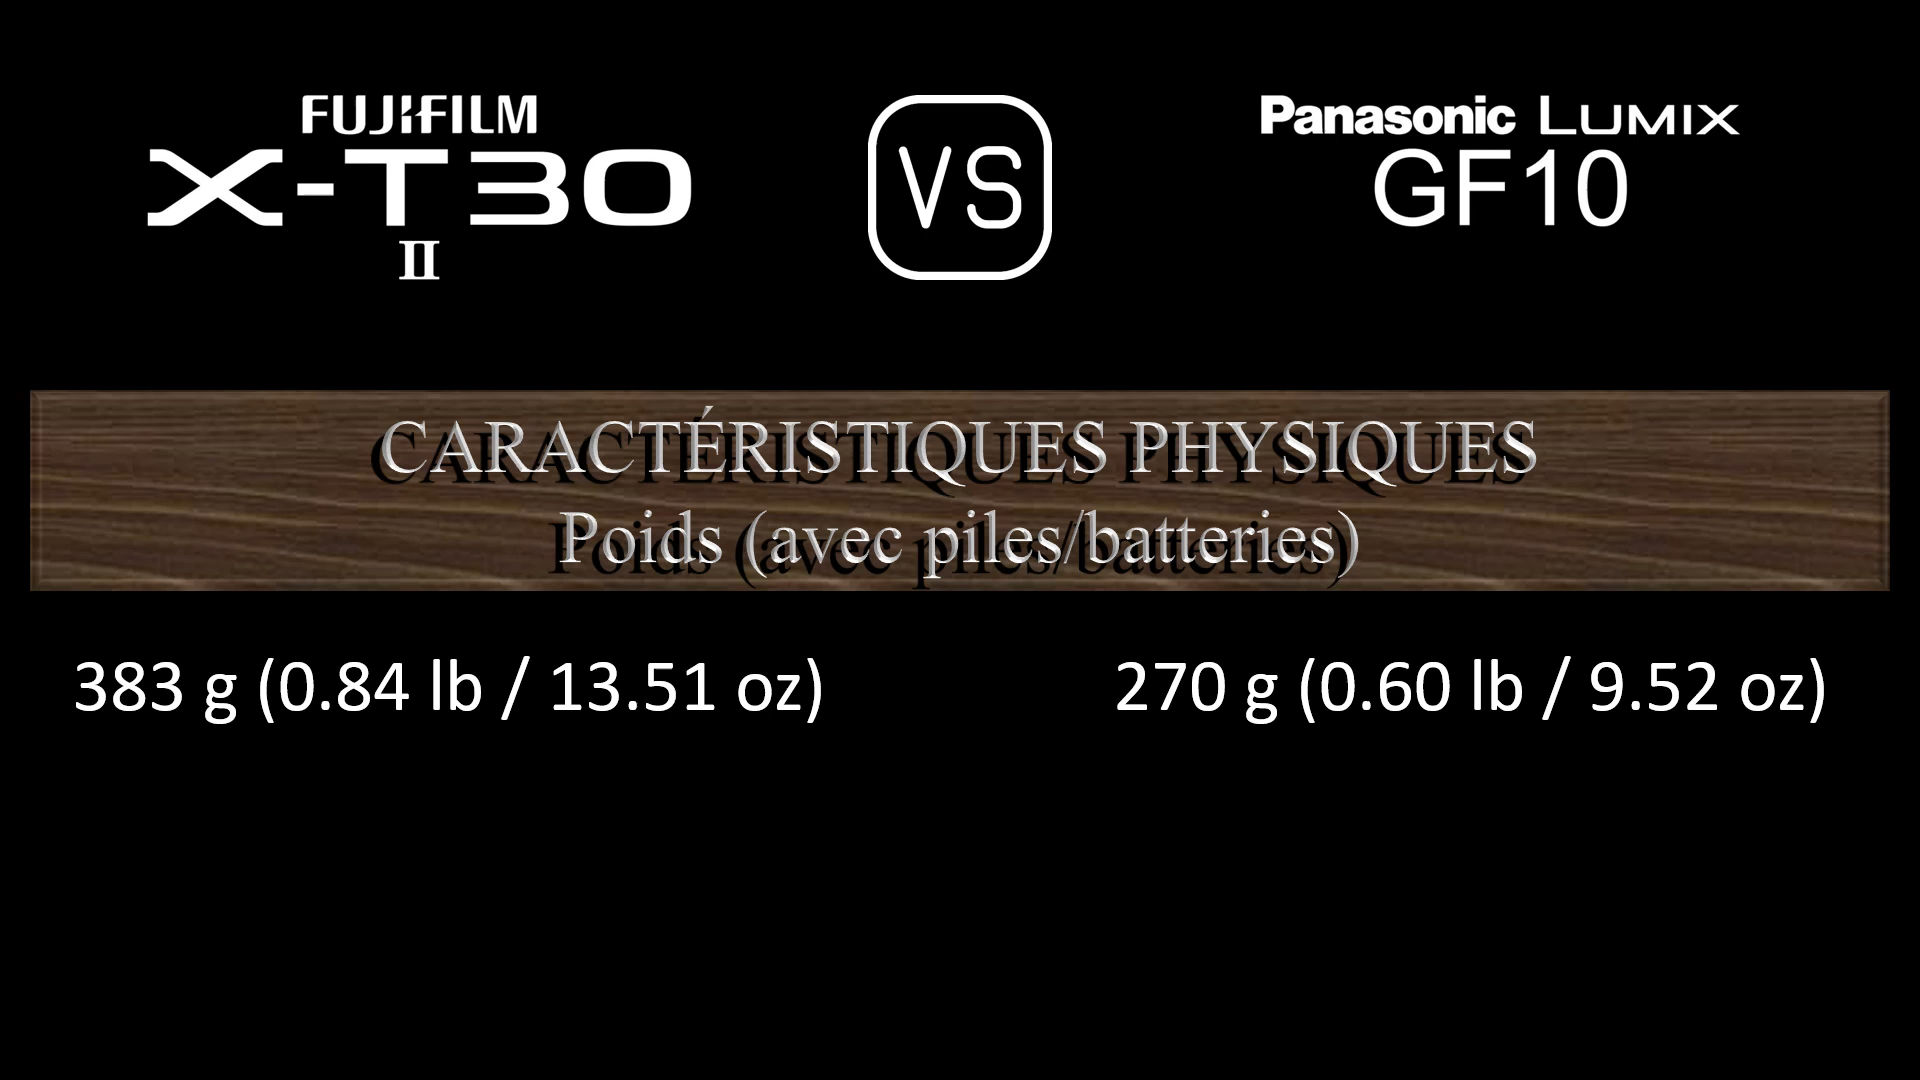 FUJIFILM
X-T30
II
VS
Panasonic LUMIX
GF10
CARACTÉRISTIQUES PHYSIQUES
Poids (avec piles/batteries)
383 g (0.84 lb / 13.51 oz)
270 g (0.60 lb / 9.52 oz)